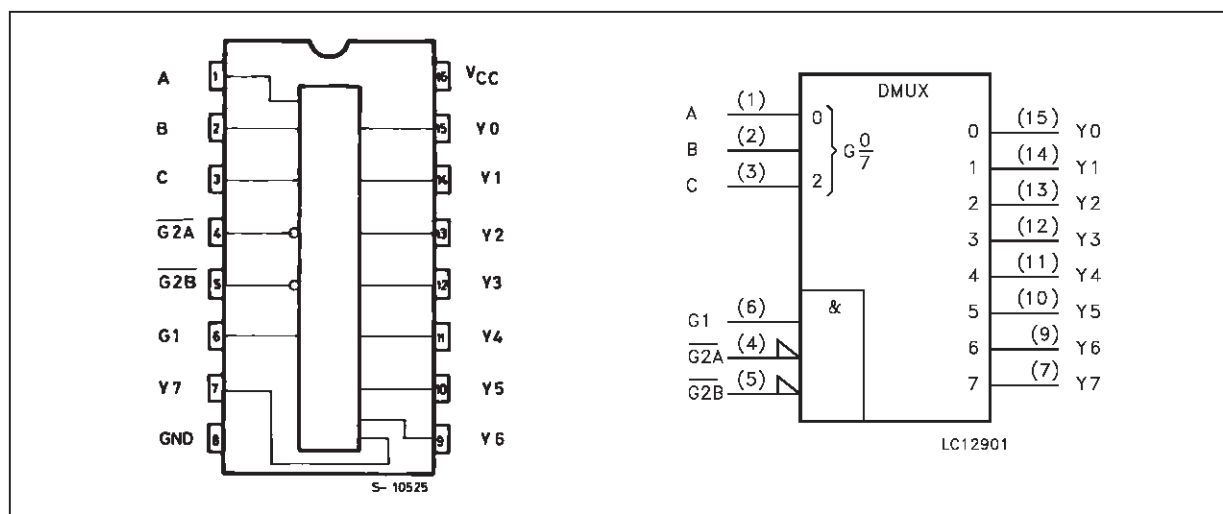 A 1 16 VCC
B 2 15 Y0
C 3 14 Y1
G2A 4 13 Y2
G2B 5 12 Y3
G1 6 11 Y4
Y7 7 10 Y5
GND 8 9 Y6
S- 10525
DMUX
A (1) 0
B (2) G 0/7
C (3) 2
G1 (6) &
G2A (4)
G2B (5)
0 (15) Y0
1 (14) Y1
2 (13) Y2
3 (12) Y3
4 (11) Y4
5 (10) Y5
6 (9) Y6
7 (7) Y7
LC12901